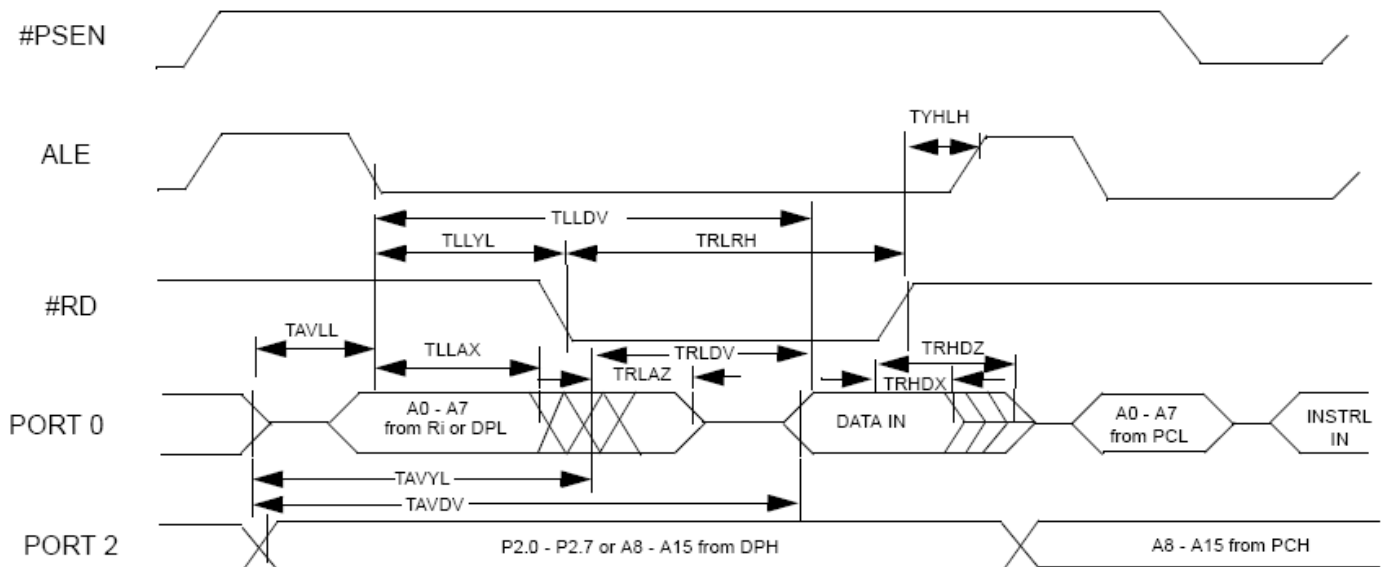 #PSEN
TYHLH
ALE
TLLDV
TLLYL
TRLRH
#RD
TAVLL
TLLAX
TRLDV
TRHDZ
TRLAZ
TRHDX
PORT 0
A0 - A7
from Ri or DPL
DATA IN
A0 - A7
from PCL
INSTRL
IN
TAVYL
TAVDV
PORT 2
P2.0 - P2.7 or A8 - A15 from DPH
A8 - A15 from PCH